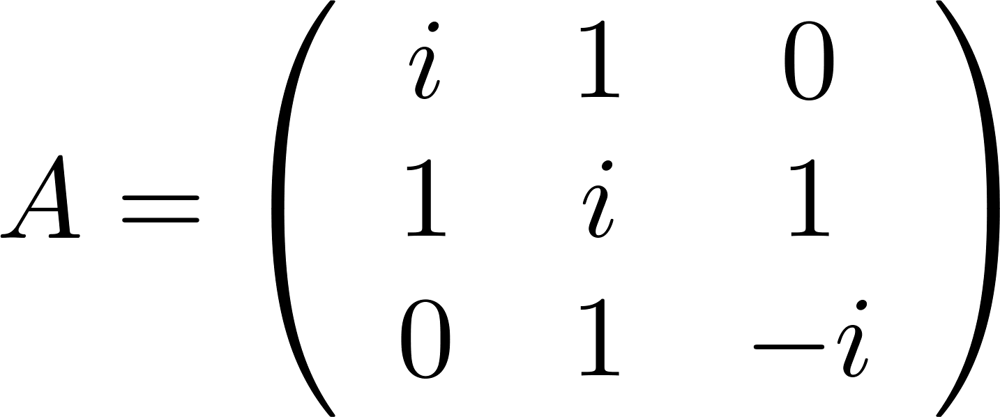 A = ( i 1 0
1 i 1
0 1 −i )